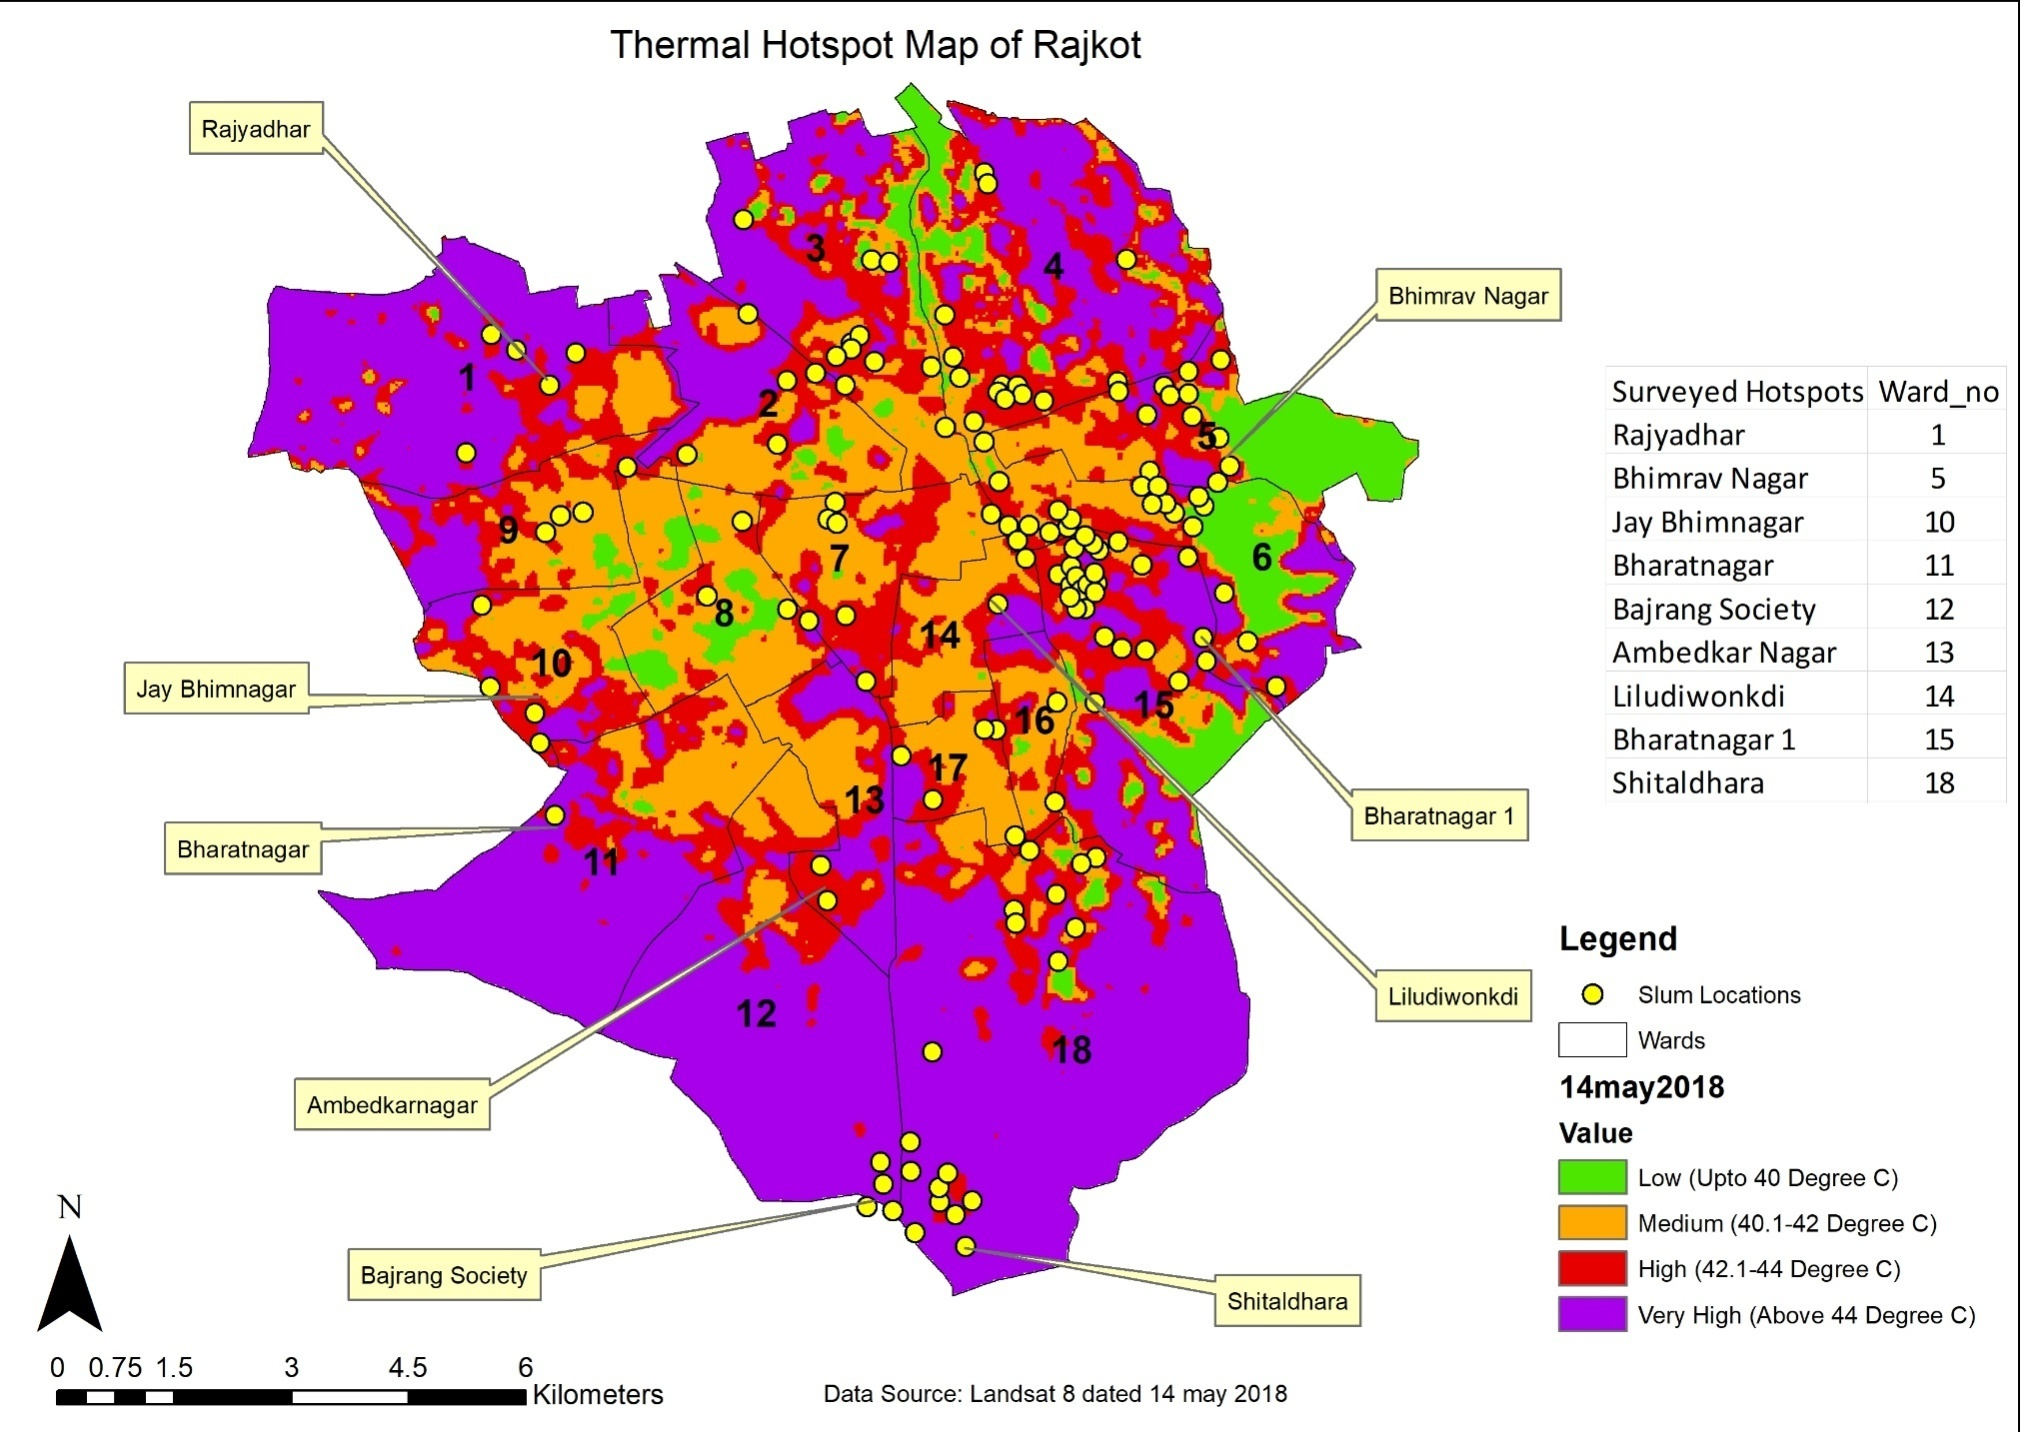 Thermal Hotspot Map of Rajkot
Rajyadhar
Bhimrav Nagar
Jay Bhimnagar
Bharatnagar
Ambedkarnagar
Bajrang Society
Shitaldhara
Liludiwonkdi
Bharatnagar 1
1
2
3
4
5
6
7
8
9
10
11
12
13
14
15
16
17
18
Surveyed Hotspots Ward_no
Rajyadhar 1
Bhimrav Nagar 5
Jay Bhimnagar 10
Bharatnagar 11
Bajrang Society 12
Ambedkar Nagar 13
Liludiwonkdi 14
Bharatnagar 1 15
Shitaldhara 18
Legend
Slum Locations
Wards
14may2018
Value
Low (Upto 40 Degree C)
Medium (40.1-42 Degree C)
High (42.1-44 Degree C)
Very High (Above 44 Degree C)
N
0 0.75 1.5 3 4.5 6
Kilometers
Data Source: Landsat 8 dated 14 may 2018